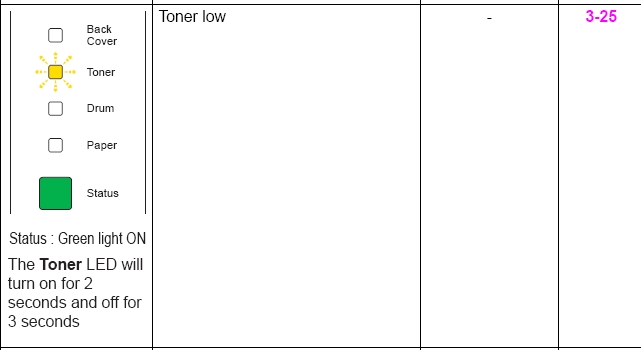 Back
Cover
Toner
Drum
Paper
Status
Status : Green light ON
The Toner LED will
turn on for 2
seconds and off for
3 seconds
Toner low
-
3-25